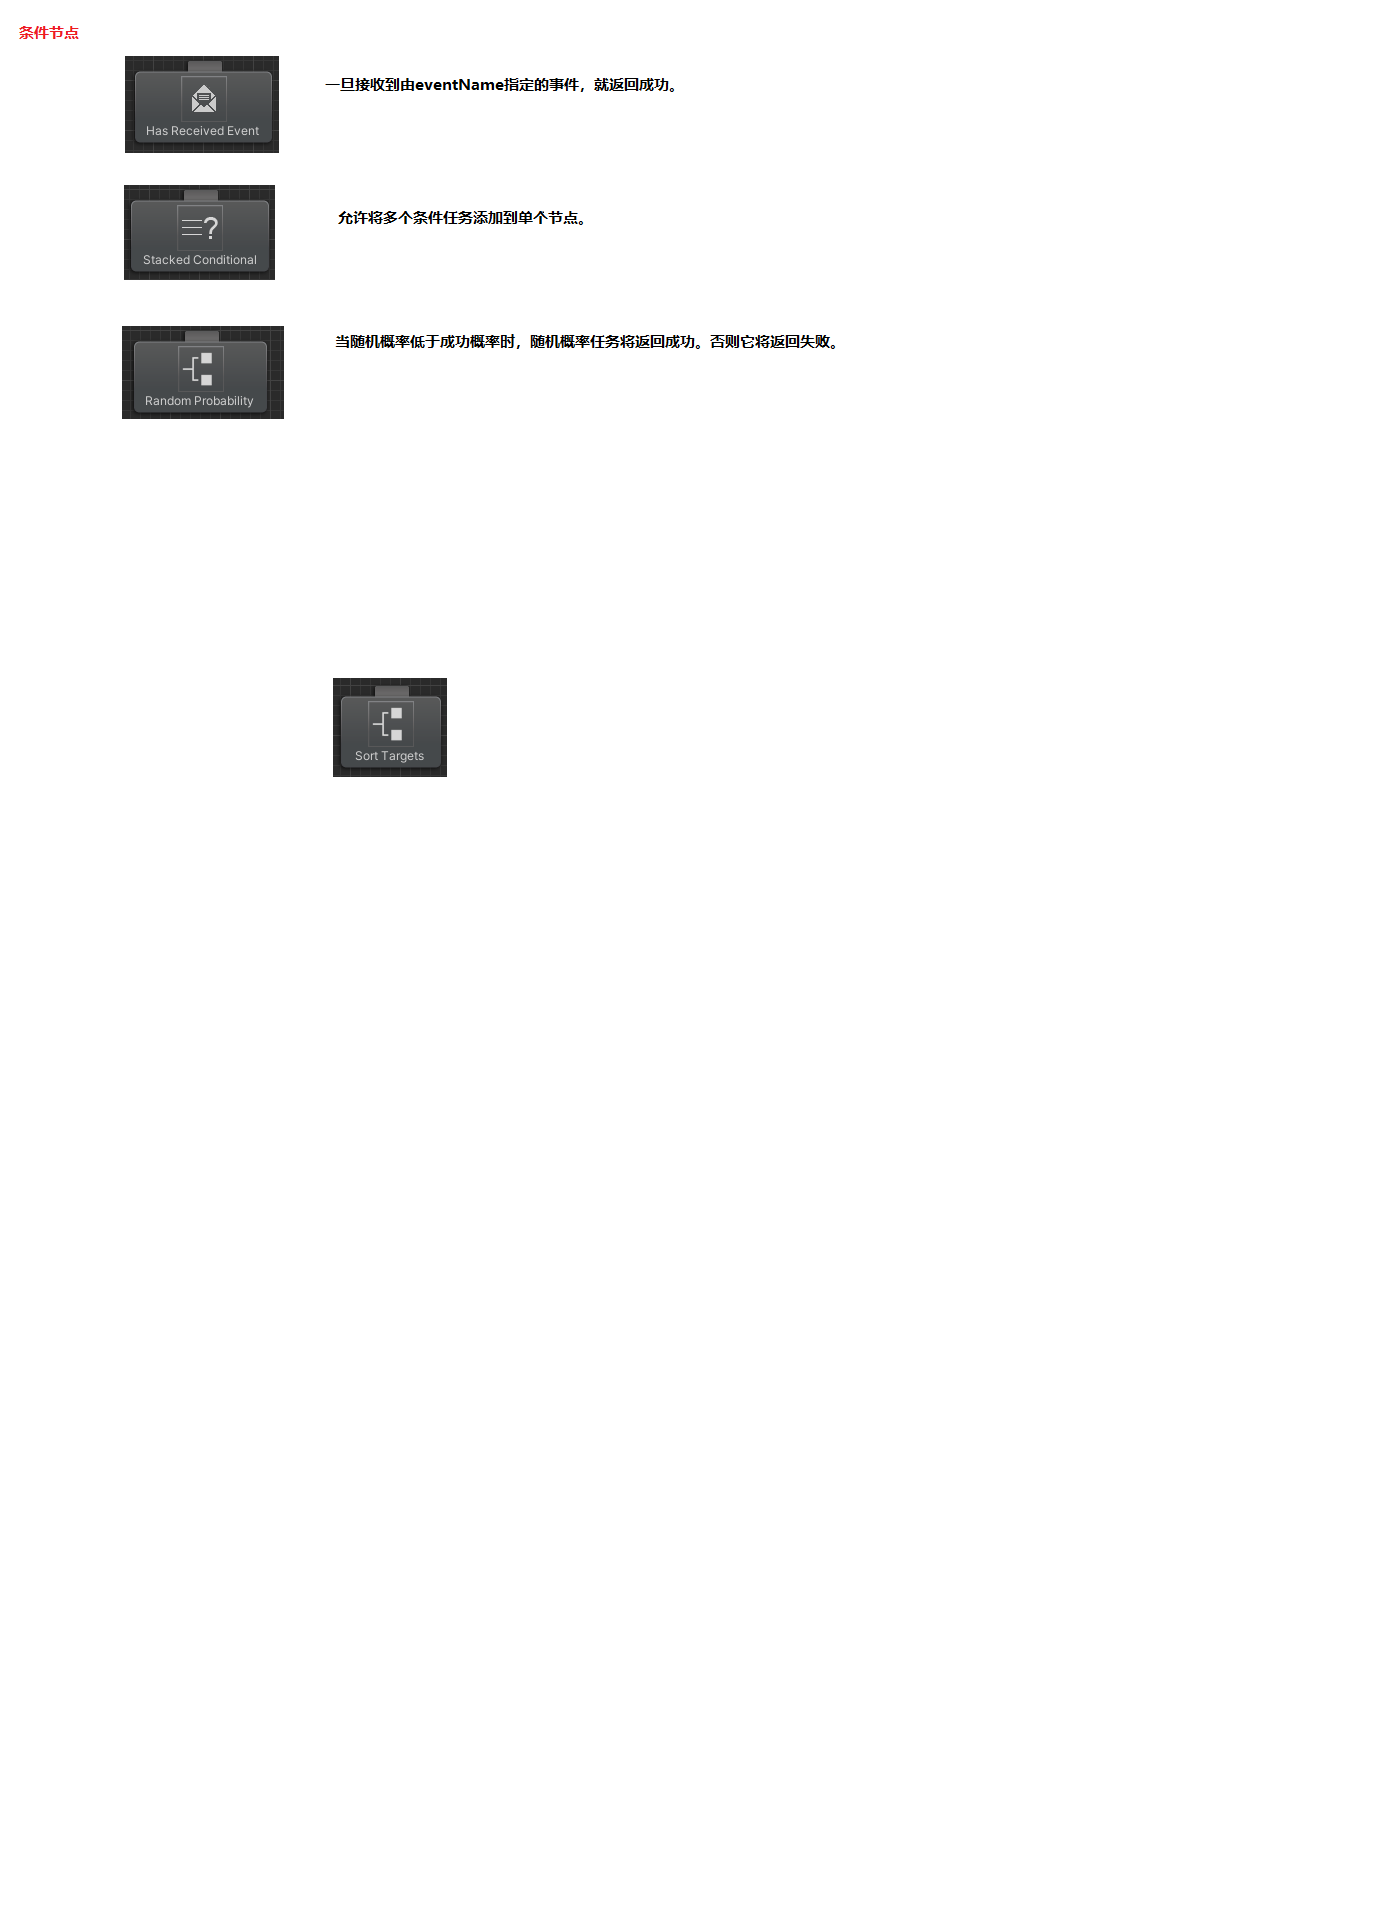 条件节点
一旦接收到由eventName指定的事件，就返回成功。
Has Received Event
允许将多个条件任务添加到单个节点。
Stacked Conditional
当随机概率低于成功概率时，随机概率任务将返回成功。否则它将返回失败。
Random Probability
Sort Targets